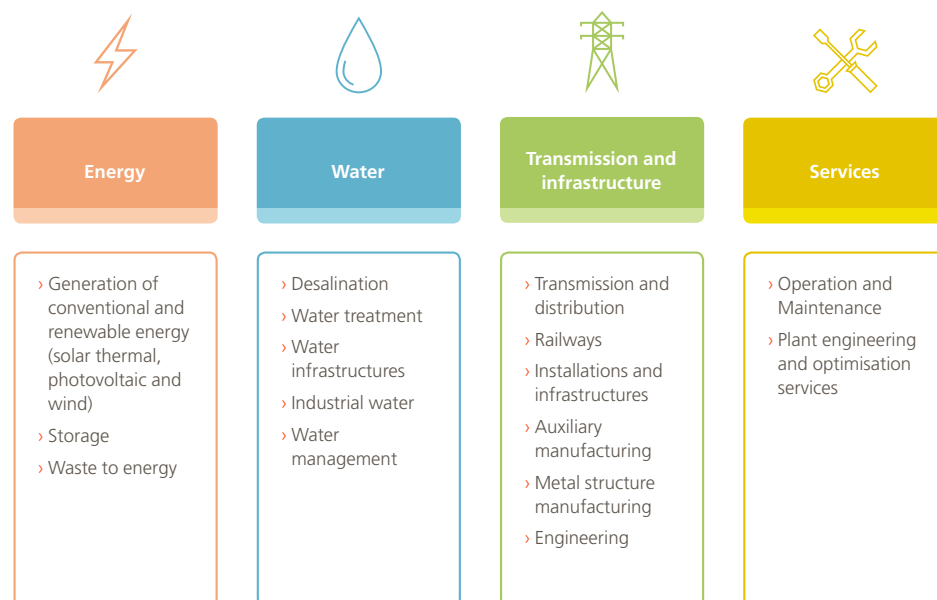 Energy
› Generation of
conventional and
renewable energy
(solar thermal,
photovoltaic and
wind)
› Storage
› Waste to energy
Water
› Desalination
› Water treatment
› Water
infrastructures
› Industrial water
› Water
management
Transmission and
infrastructure
› Transmission and
distribution
› Railways
› Installations and
infrastructures
› Auxiliary
manufacturing
› Metal structure
manufacturing
› Engineering
Services
› Operation and
Maintenance
› Plant engineering
and optimisation
services